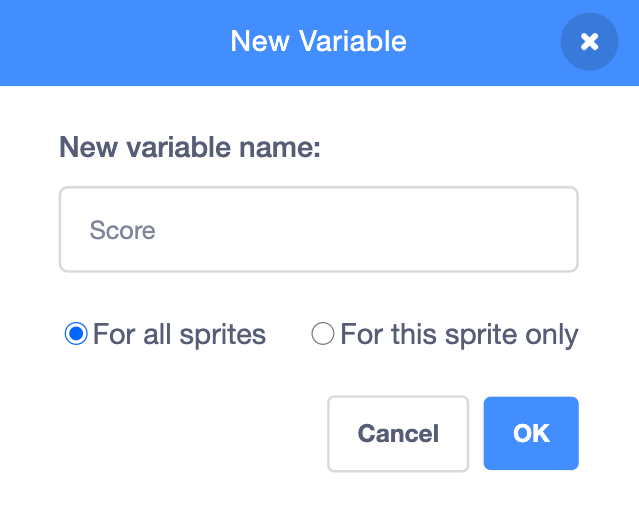 New Variable
New variable name:
Score
For all sprites For this sprite only
Cancel OK